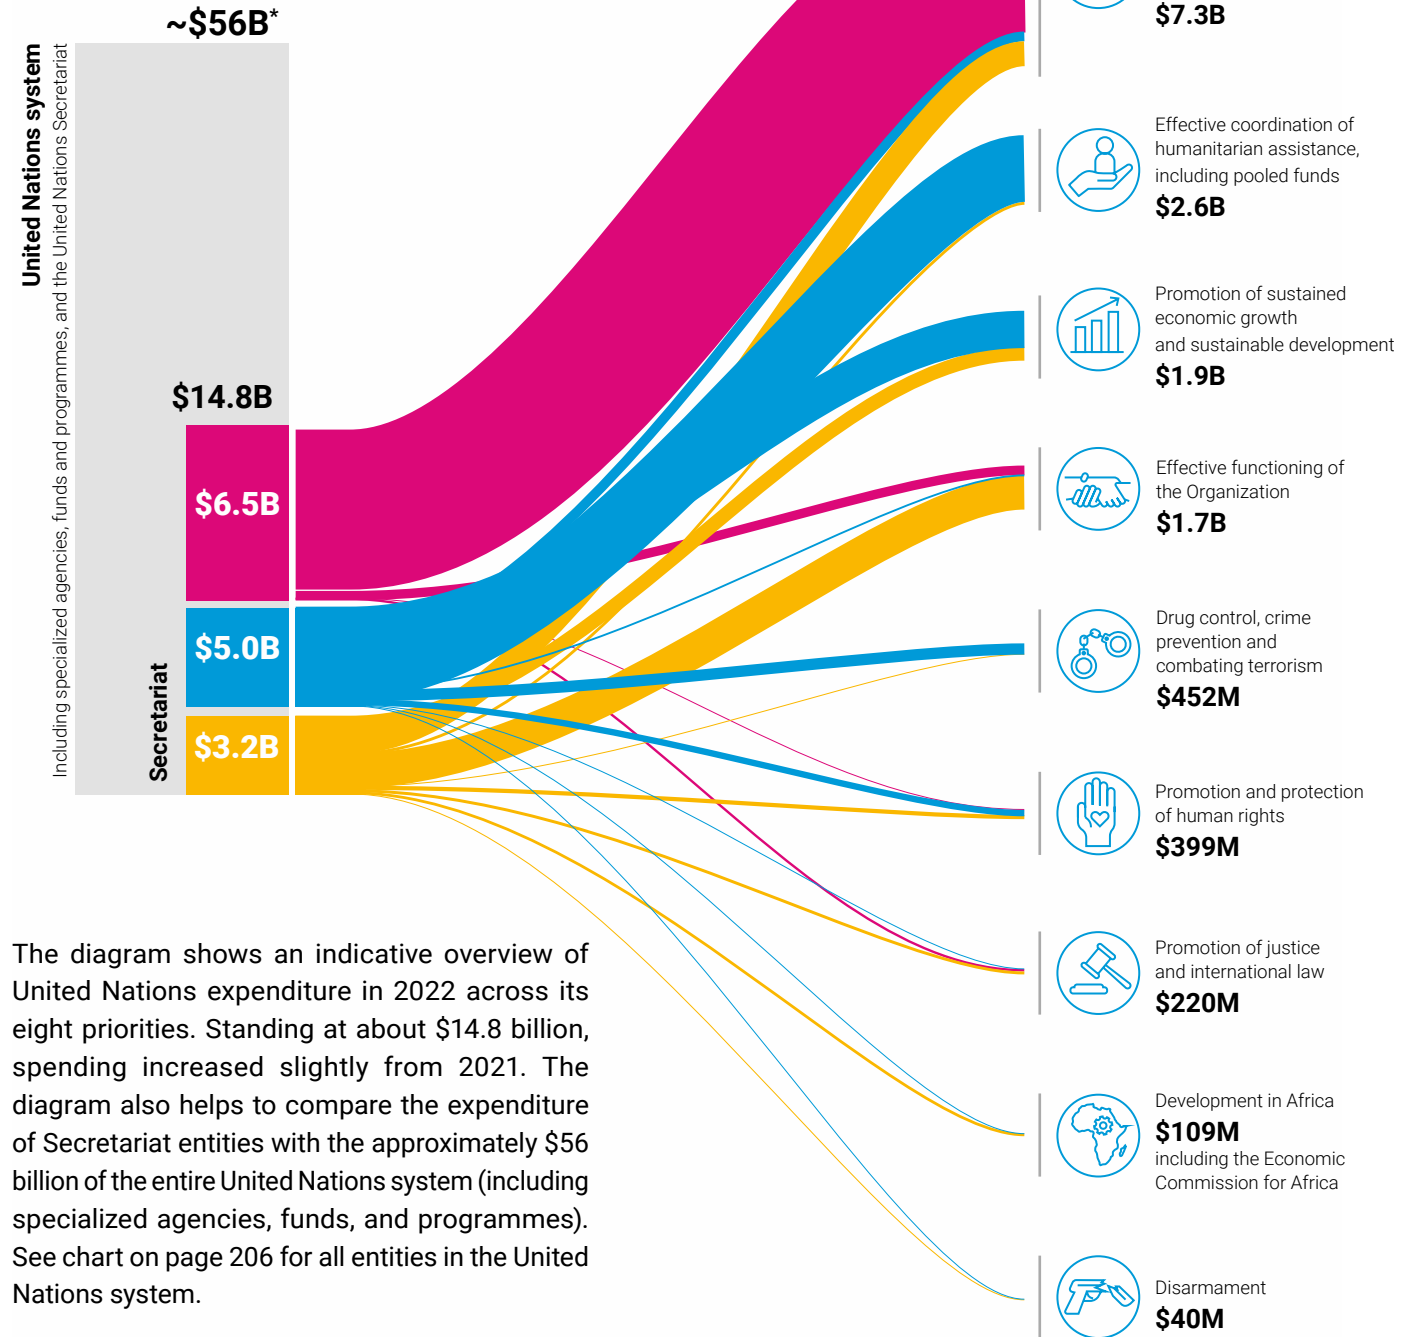 ~$56B*
United Nations system
Including specialized agencies, funds and programmes, and the United Nations Secretariat
$14.8B
Secretariat
$6.5B
$5.0B
$3.2B
$7.3B
Effective coordination of
humanitarian assistance,
including pooled funds
$2.6B
Promotion of sustained
economic growth
and sustainable development
$1.9B
Effective functioning of
the Organization
$1.7B
Drug control, crime
prevention and
combating terrorism
$452M
Promotion and protection
of human rights
$399M
Promotion of justice
and international law
$220M
Development in Africa
$109M
including the Economic
Commission for Africa
Disarmament
$40M
The diagram shows an indicative overview of
United Nations expenditure in 2022 across its
eight priorities. Standing at about $14.8 billion,
spending increased slightly from 2021. The
diagram also helps to compare the expenditure
of Secretariat entities with the approximately $56
billion of the entire United Nations system (including
specialized agencies, funds, and programmes).
See chart on page 206 for all entities in the United
Nations system.